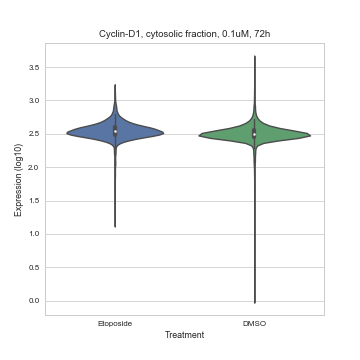 Cyclin-D1, cytosolic fraction, 0.1uM, 72h
3.5
3.0
2.5
2.0
1.5
1.0
0.5
0.0
Expression (log10)
Etoposide
DMSO
Treatment